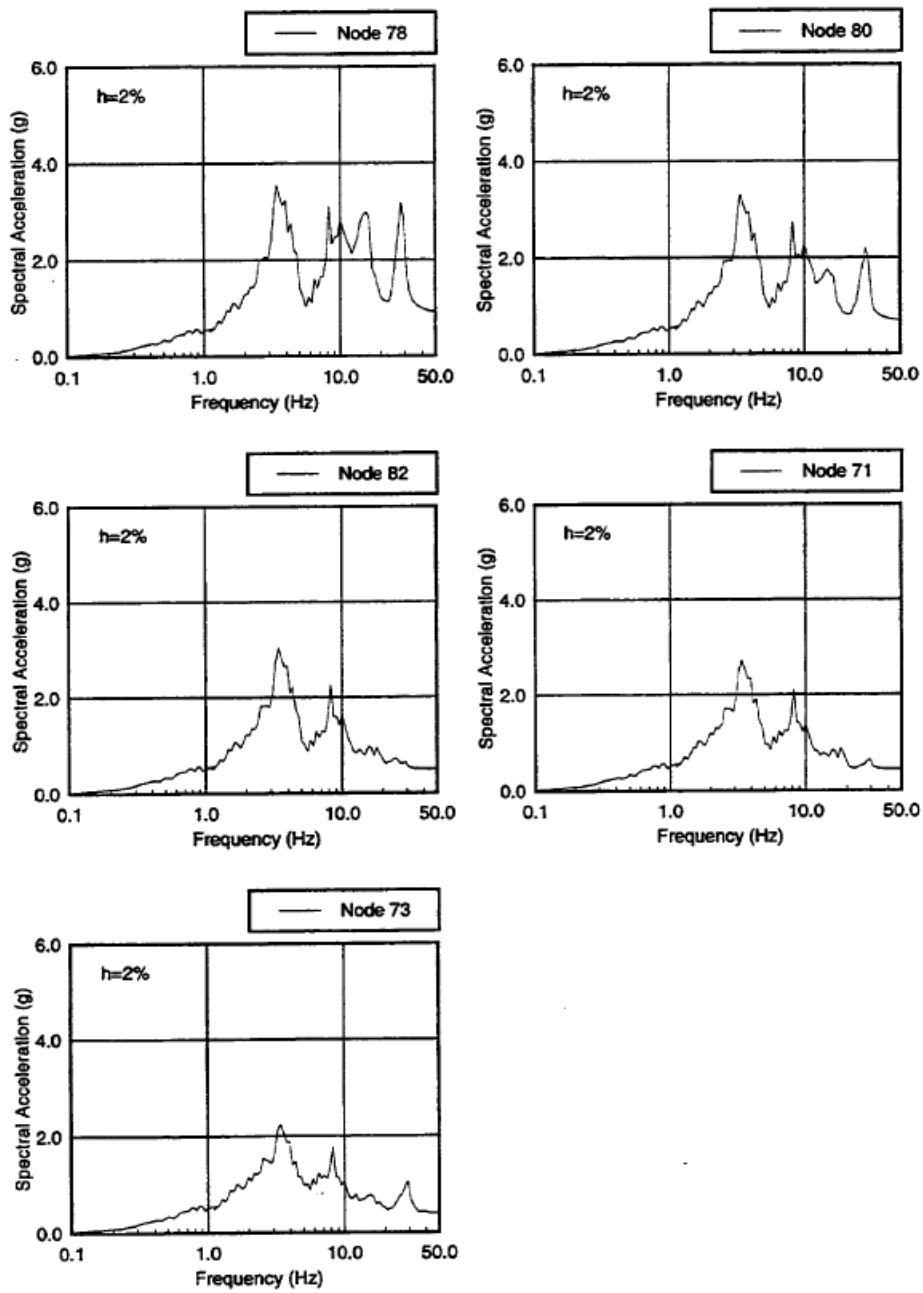 Node 78
6.0
h=2%
4.0
2.0
0.0
0.1 1.0 10.0 50.0
Spectral Acceleration (g)
Frequency (Hz)
Node 80
6.0
h=2%
4.0
2.0
0.0
0.1 1.0 10.0 50.0
Spectral Acceleration (g)
Frequency (Hz)
Node 82
6.0
h=2%
4.0
2.0
0.0
0.1 1.0 10.0 50.0
Spectral Acceleration (g)
Frequency (Hz)
Node 71
6.0
h=2%
4.0
2.0
0.0
0.1 1.0 10.0 50.0
Spectral Acceleration (g)
Frequency (Hz)
Node 73
6.0
h=2%
4.0
2.0
0.0
0.1 1.0 10.0 50.0
Spectral Acceleration (g)
Frequency (Hz)